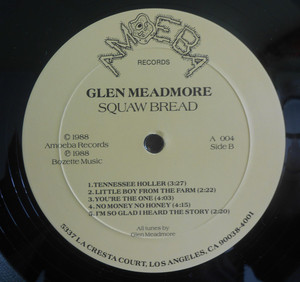 AMOEBA
RECORDS
GLEN MEADMORE
SQUAW BREAD
© 1988
Amoeba Records
℗ 1988
Bozette Music
A 004
Side B
1. TENNESSEE HOLLER (3:27)
2. LITTLE BOY FROM THE FARM (2:22)
3. YOU'RE THE ONE (4:03)
4. NO MONEY NO HONEY (4:15)
5. I'M SO GLAD I HEARD THE STORY (2:20)
All tunes by
Glen Meadmore
5337 LA CRESTA COURT, LOS ANGELES, CA 90038-4001